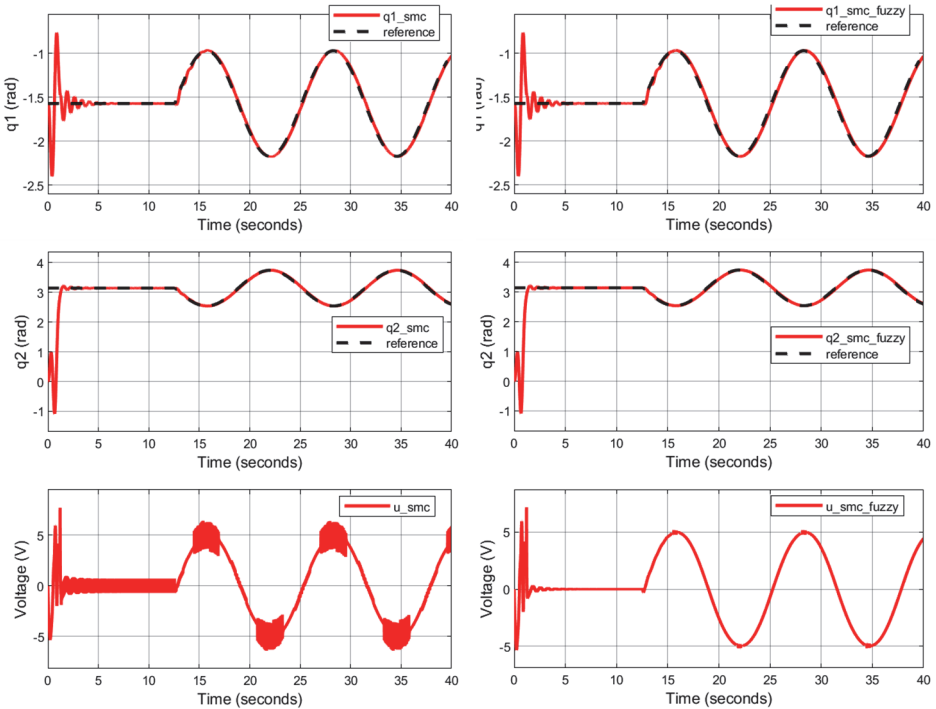 q1_smc
reference
-1
-1.5
-2
-2.5
q1 (rad)
0 5 10 15 20 25 30 35 40
Time (seconds)
q1_smc_fuzzy
reference
-1
-1.5
-2
-2.5
q1 (rad)
0 5 10 15 20 25 30 35 40
Time (seconds)
4
3
2
1
0
-1
q2 (rad)
q2_smc
reference
0 5 10 15 20 25 30 35 40
Time (seconds)
4
3
2
1
0
-1
q2 (rad)
q2_smc_fuzzy
reference
0 5 10 15 20 25 30 35 40
Time (seconds)
u_smc
5
0
-5
Voltage (V)
0 5 10 15 20 25 30 35 40
Time (seconds)
u_smc_fuzzy
5
0
-5
Voltage (V)
0 5 10 15 20 25 30 35 40
Time (seconds)